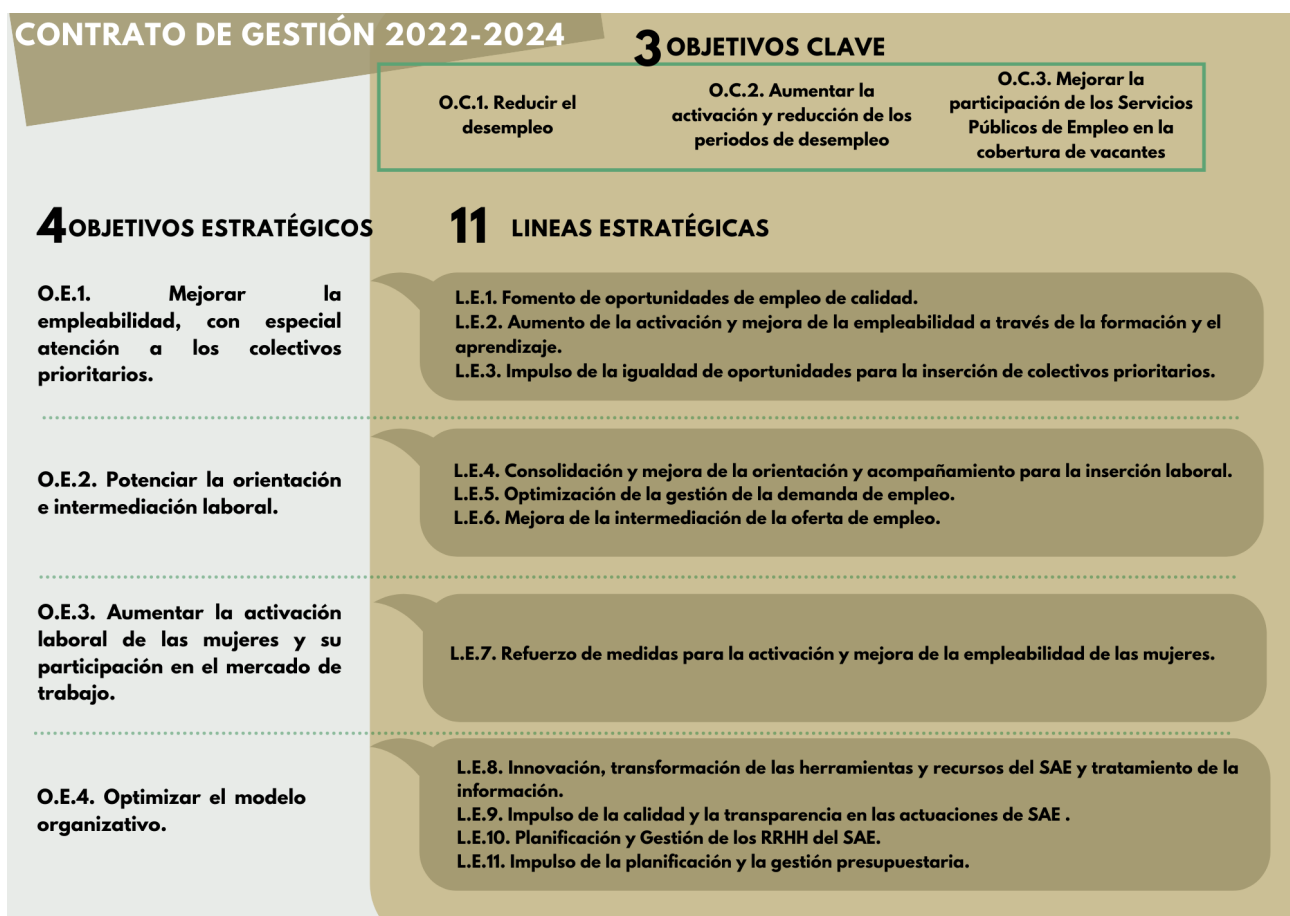 CONTRATO DE GESTIÓN 2022-2024
3 OBJETIVOS CLAVE
O.C.1. Reducir el
desempleo
O.C.2. Aumentar la
activación y reducción de los
periodos de desempleo
O.C.3. Mejorar la
participación de los Servicios
Públicos de Empleo en la
cobertura de vacantes
4 OBJETIVOS ESTRATÉGICOS
11 LINEAS ESTRATÉGICAS
O.E.1. Mejorar la
empleabilidad, con especial
atención a los colectivos
prioritarios.
L.E.1. Fomento de oportunidades de empleo de calidad.
L.E.2. Aumento de la activación y mejora de la empleabilidad a través de la formación y el
aprendizaje.
L.E.3. Impulso de la igualdad de oportunidades para la inserción de colectivos prioritarios.
O.E.2. Potenciar la orientación
e intermediación laboral.
L.E.4. Consolidación y mejora de la orientación y acompañamiento para la inserción laboral.
L.E.5. Optimización de la gestión de la demanda de empleo.
L.E.6. Mejora de la intermediación de la oferta de empleo.
O.E.3. Aumentar la activación
laboral de las mujeres y su
participación en el mercado de
trabajo.
L.E.7. Refuerzo de medidas para la activación y mejora de la empleabilidad de las mujeres.
O.E.4. Optimizar el modelo
organizativo.
L.E.8. Innovación, transformación de las herramientas y recursos del SAE y tratamiento de la
información.
L.E.9. Impulso de la calidad y la transparencia en las actuaciones de SAE .
L.E.10. Planificación y Gestión de los RRHH del SAE.
L.E.11. Impulso de la planificación y la gestión presupuestaria.